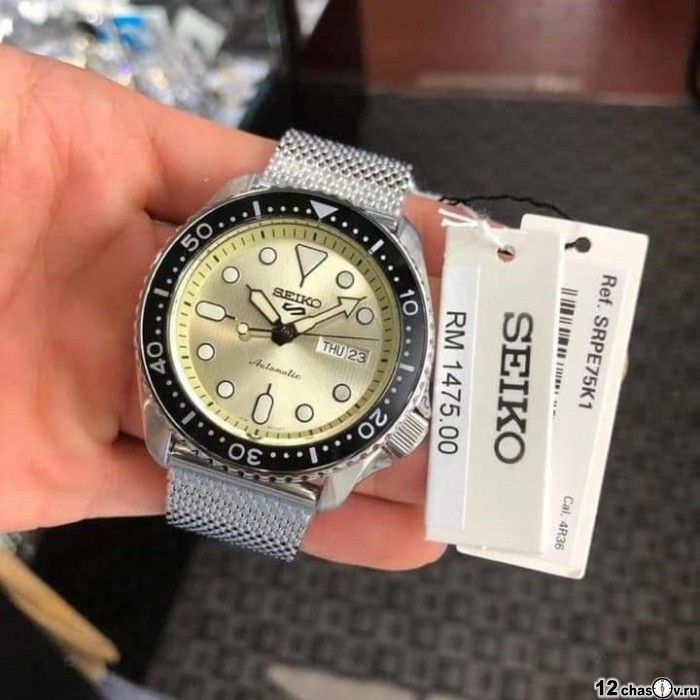 50
10
40
20
30
SEIKO
5
Automatic
THU 23
RM 1475.00
SEIKO
Ref. SRPE75K1
Cal. 4R36
12chasov.ru